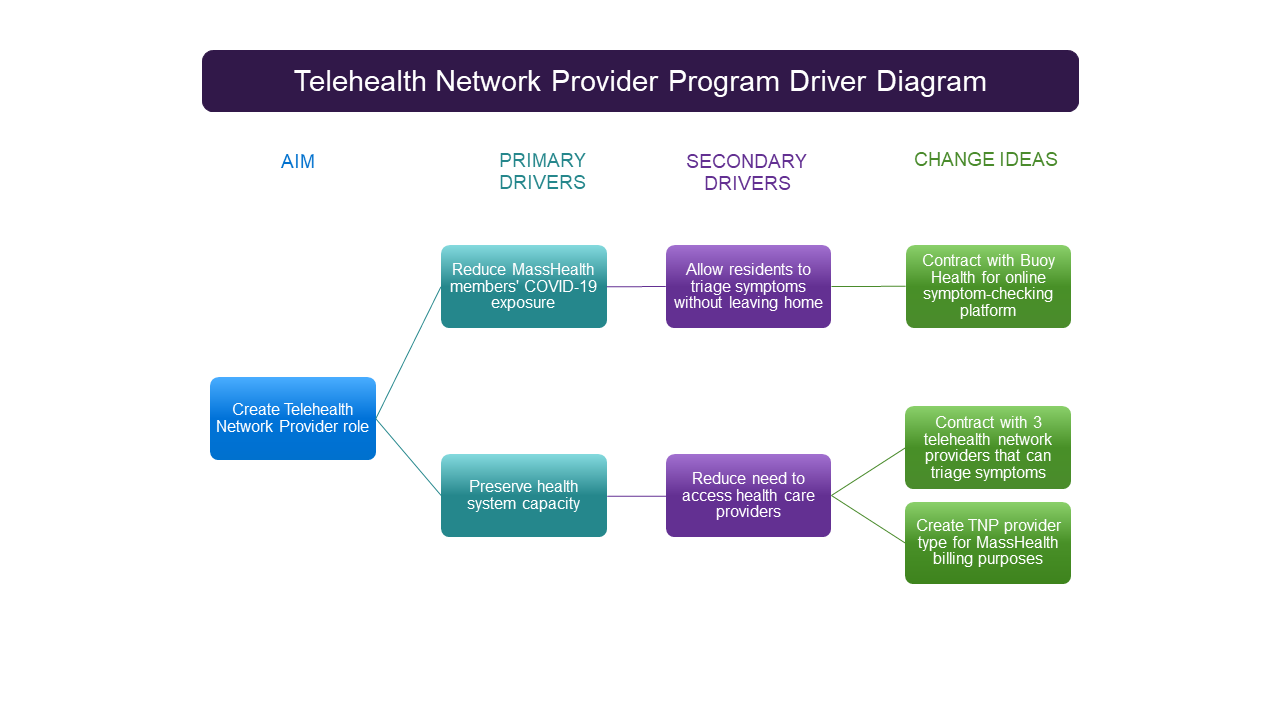 Telehealth Network Provider Program Driver Diagram
AIM
PRIMARY
DRIVERS
SECONDARY
DRIVERS
CHANGE IDEAS
Reduce MassHealth
members' COVID-19
exposure
Allow residents to
triage symptoms
without leaving home
Contract with Buoy
Health for online
symptom-checking
platform
Create Telehealth
Network Provider role
Preserve health
system capacity
Reduce need to
access health care
providers
Contract with 3
telehealth network
providers that can
triage symptoms
Create TNP provider
type for MassHealth
billing purposes